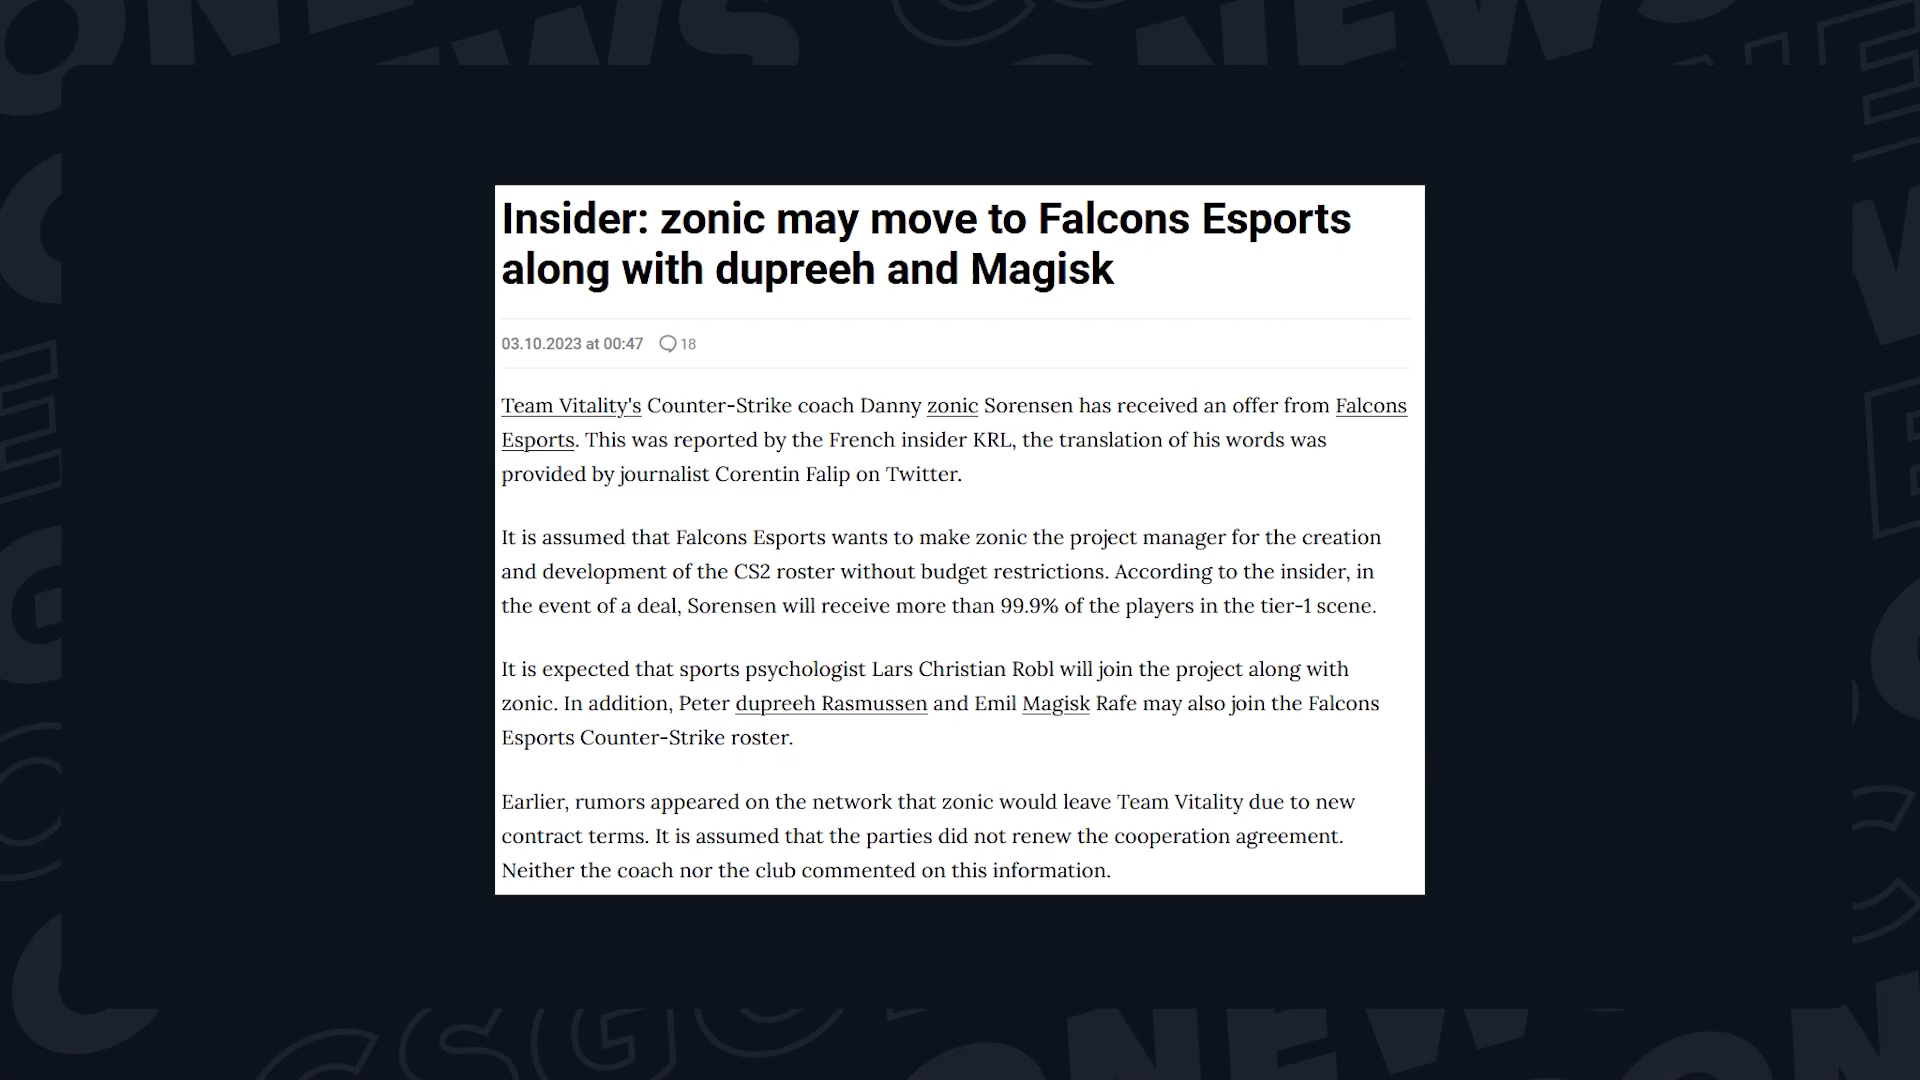 Insider: zonic may move to Falcons Esports
along with dupreeh and Magisk
03.10.2023 at 00:47 18
Team Vitality's Counter-Strike coach Danny zonic Sorensen has received an offer from Falcons
Esports. This was reported by the French insider KRL, the translation of his words was
provided by journalist Corentin Falip on Twitter.
It is assumed that Falcons Esports wants to make zonic the project manager for the creation
and development of the CS2 roster without budget restrictions. According to the insider, in
the event of a deal, Sorensen will receive more than 99.9% of the players in the tier-1 scene.
It is expected that sports psychologist Lars Christian Robl will join the project along with
zonic. In addition, Peter dupreeh Rasmussen and Emil Magisk Rafe may also join the Falcons
Esports Counter-Strike roster.
Earlier, rumors appeared on the network that zonic would leave Team Vitality due to new
contract terms. It is assumed that the parties did not renew the cooperation agreement.
Neither the coach nor the club commented on this information.